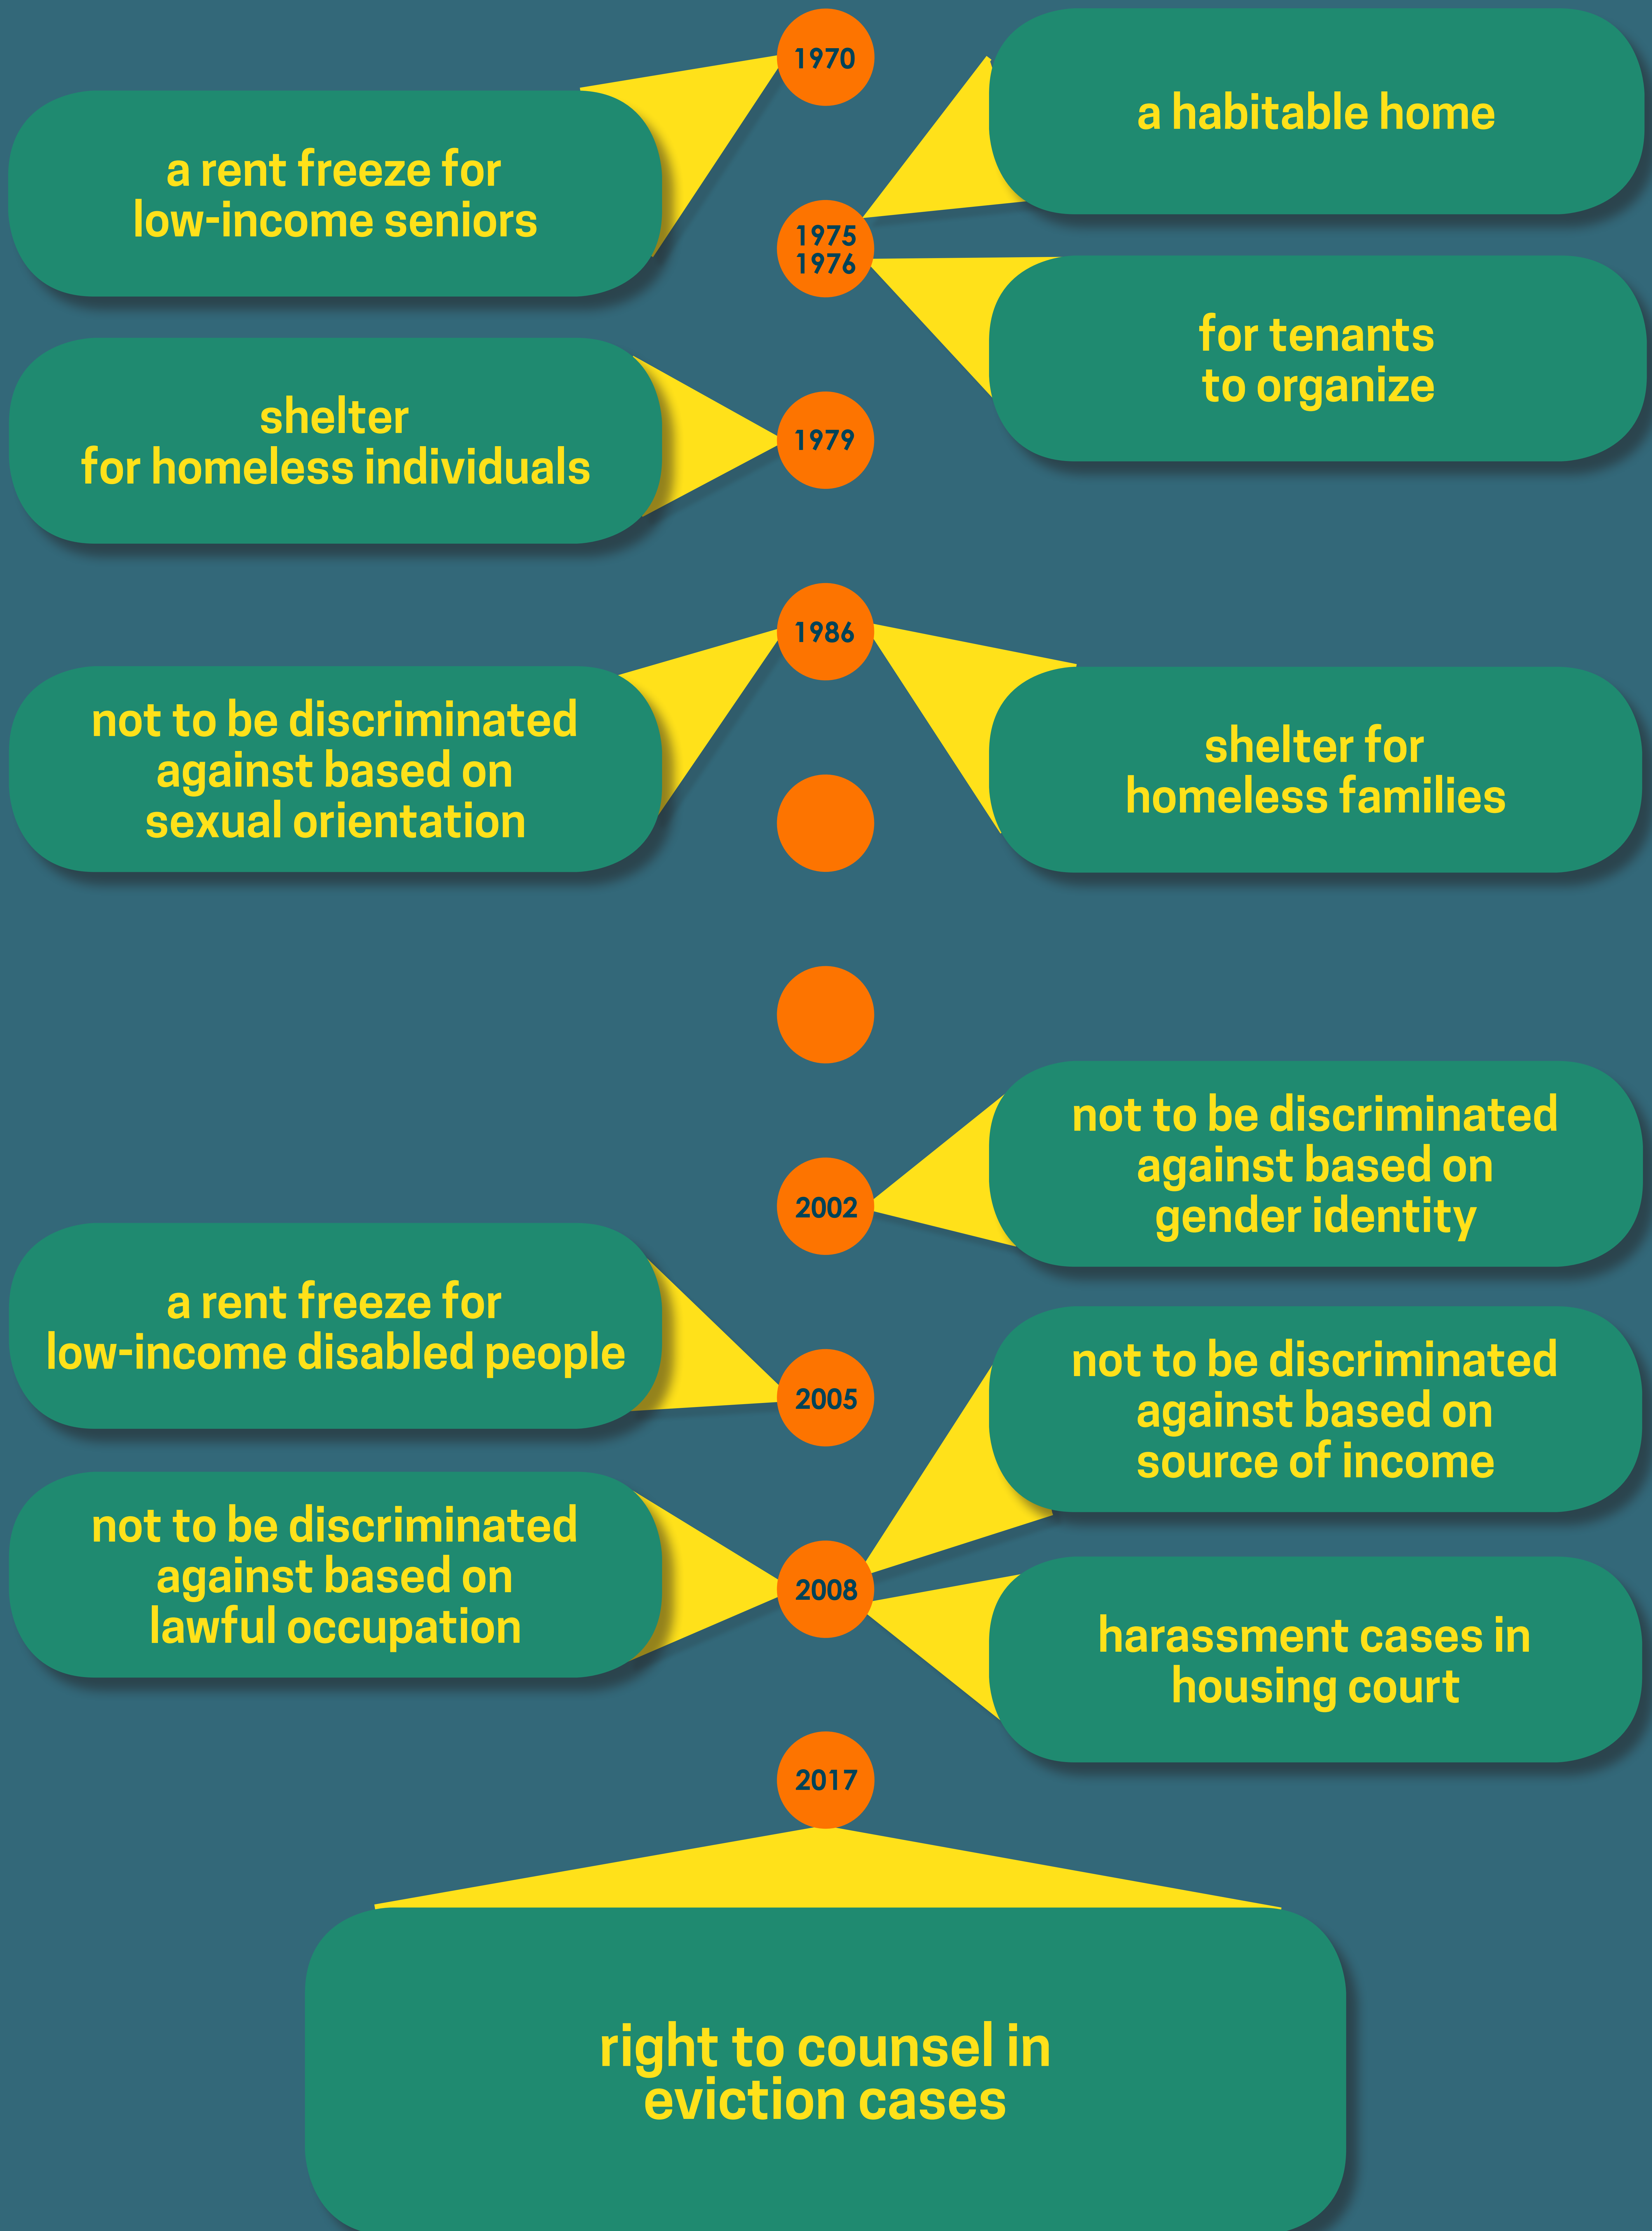 1970
a rent freeze for
low-income seniors
a habitable home
1975
1976
for tenants
to organize
shelter
for homeless individuals
1979
1986
not to be discriminated
against based on
sexual orientation
shelter for
homeless families
not to be discriminated
against based on
gender identity
2002
a rent freeze for
low-income disabled people
2005
not to be discriminated
against based on
source of income
not to be discriminated
against based on
lawful occupation
2008
harassment cases in
housing court
2017
right to counsel in
eviction cases